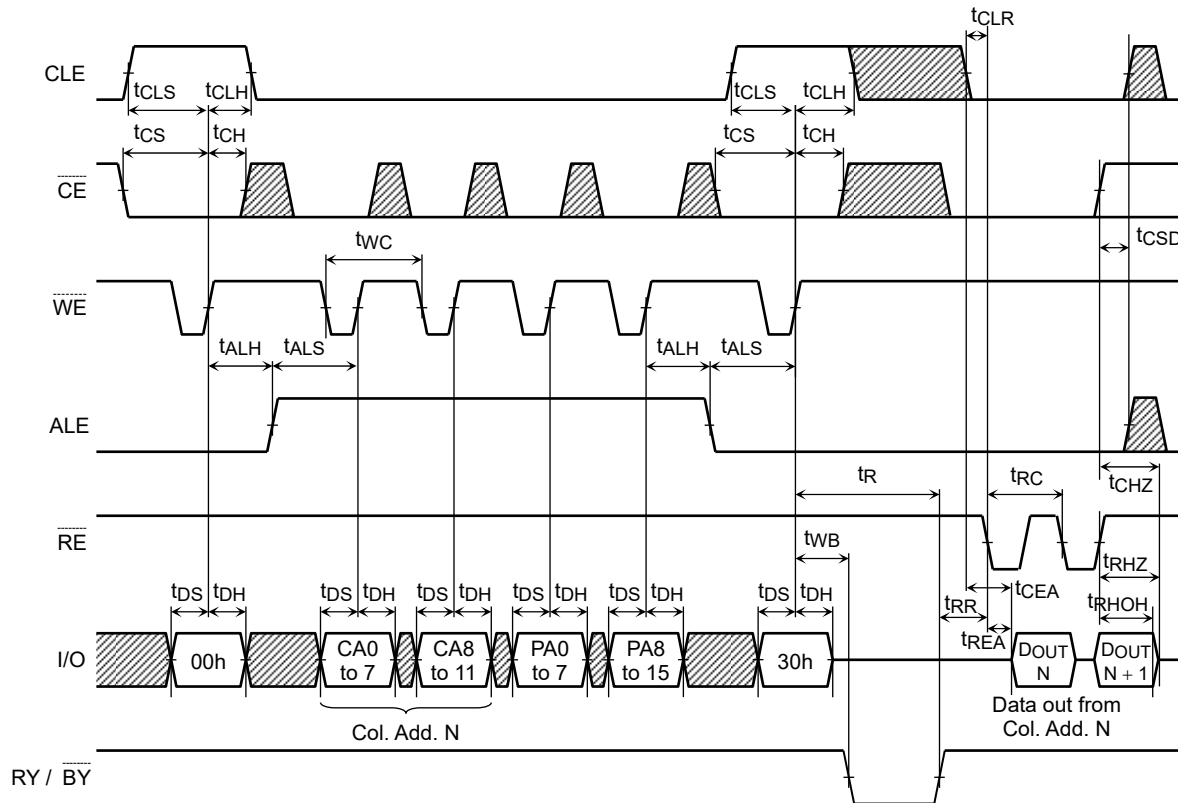 tCLR
CLE
tCLS
tCLH
tCLS
tCLH
tCS
tCH
tCS
tCH
CE
tCSD
tWC
WE
tALH
tALS
tALH
tALS
ALE
tR
tRC
tCHZ
RE
tWB
tRHZ
tDS
tDH
tDS
tDH
tDS
tDH
tDS
tDH
tDS
tDH
tDS
tDH
tCEA
tRR
tRHOH
tREA
I/O
00h
CA0
to 7
CA8
to 11
PA0
to 7
PA8
to 15
30h
DOUT
N
DOUT
N + 1
Col. Add. N
Data out from
Col. Add. N
RY / BY